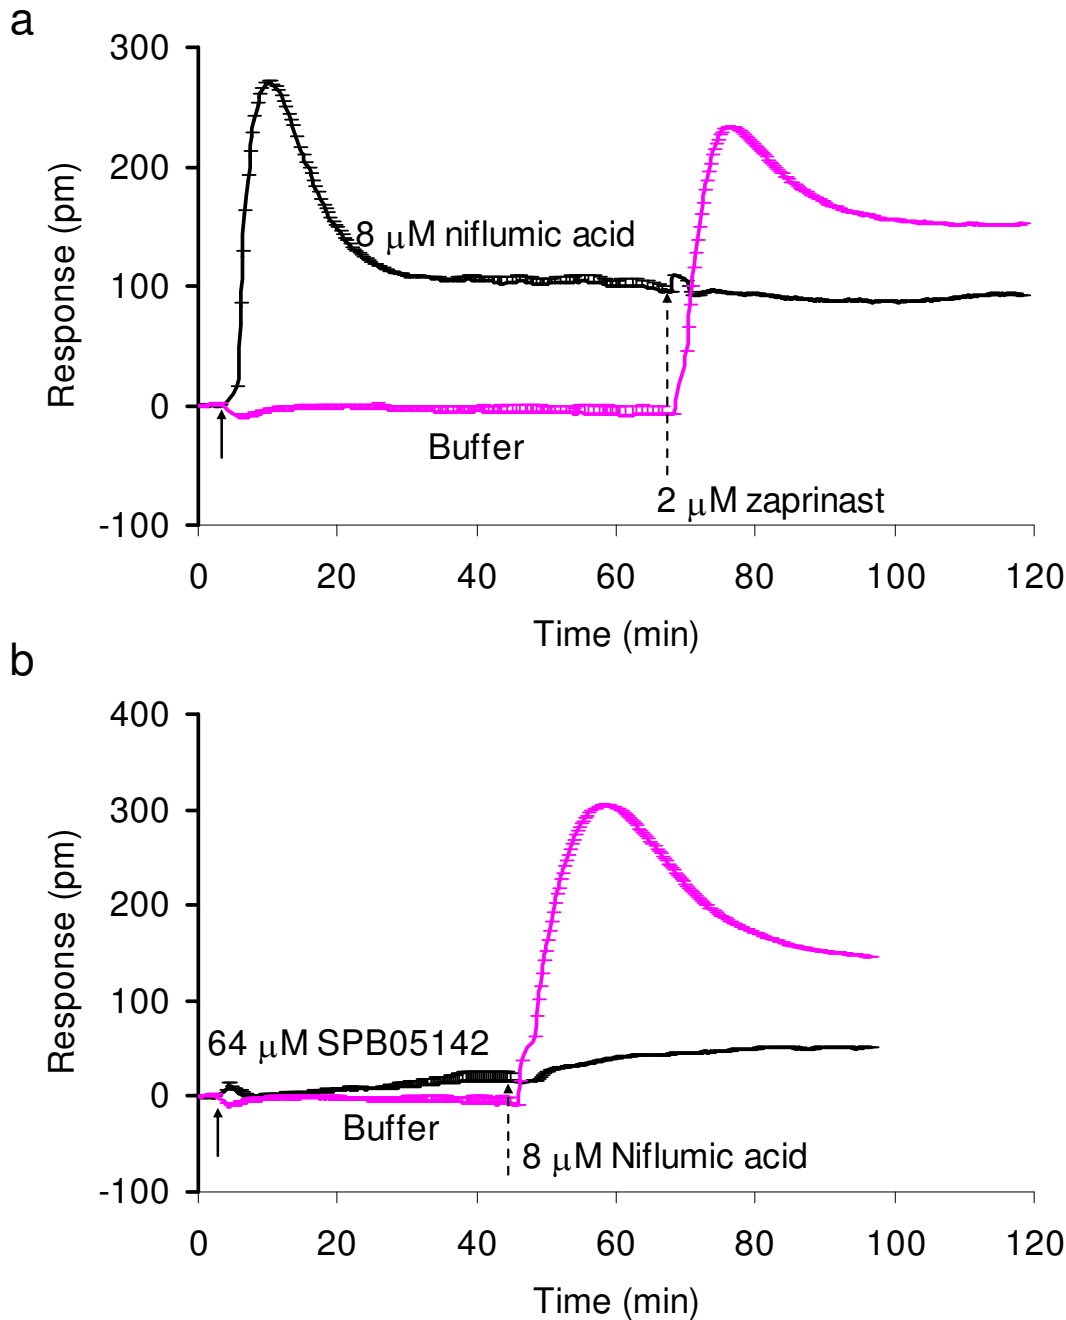 a
300
200
100
0
-100
Response (pm)
8 μM niflumic acid
Buffer
2 μM zaprinast
0 20 40 60 80 100 120
Time (min)
b
400
300
200
100
0
-100
Response (pm)
64 μM SPB05142
Buffer
8 μM Niflumic acid
0 20 40 60 80 100 120
Time (min)